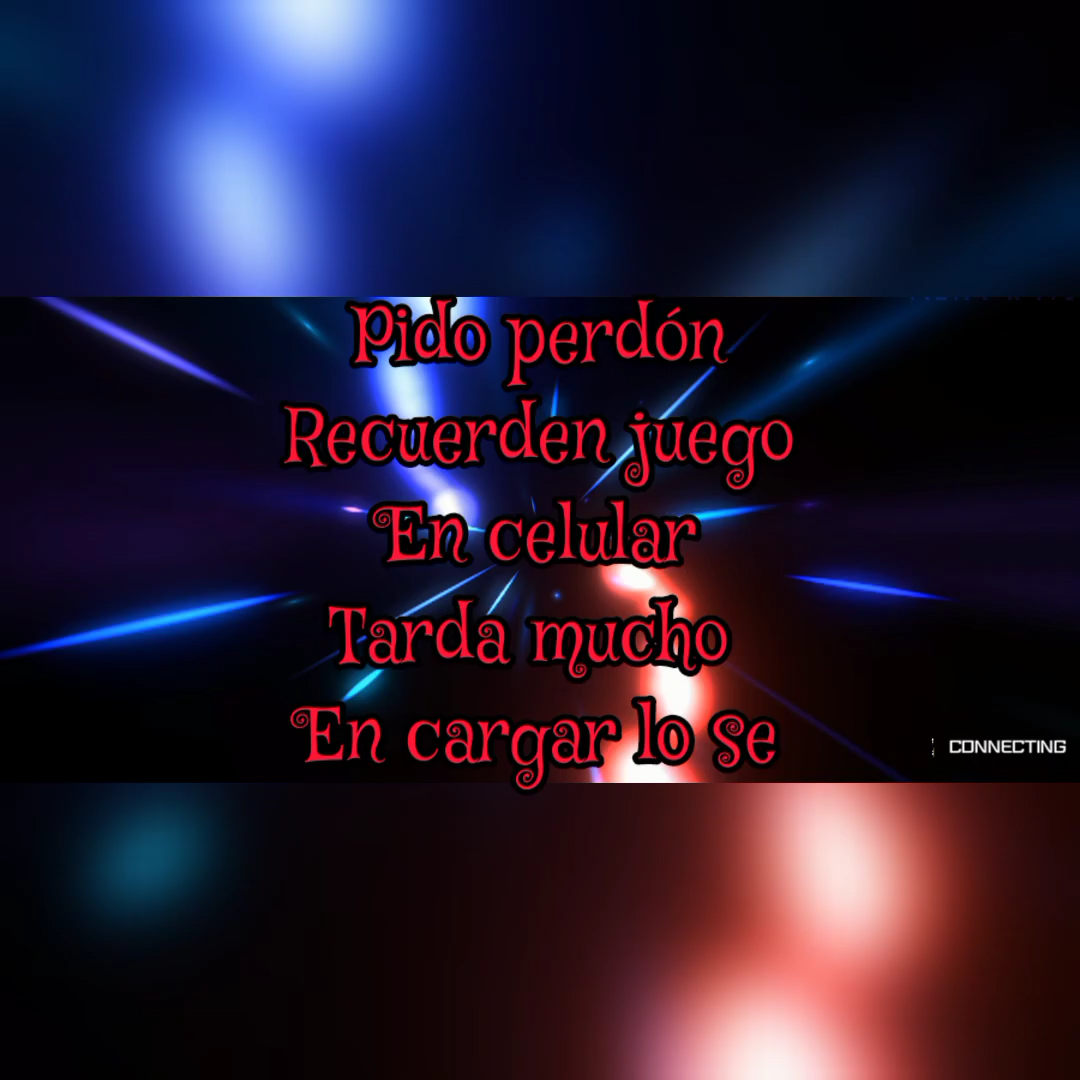 Pido perdón
Recuerden juego
En celular
Tarda mucho
En cargar lo se
CONNECTING